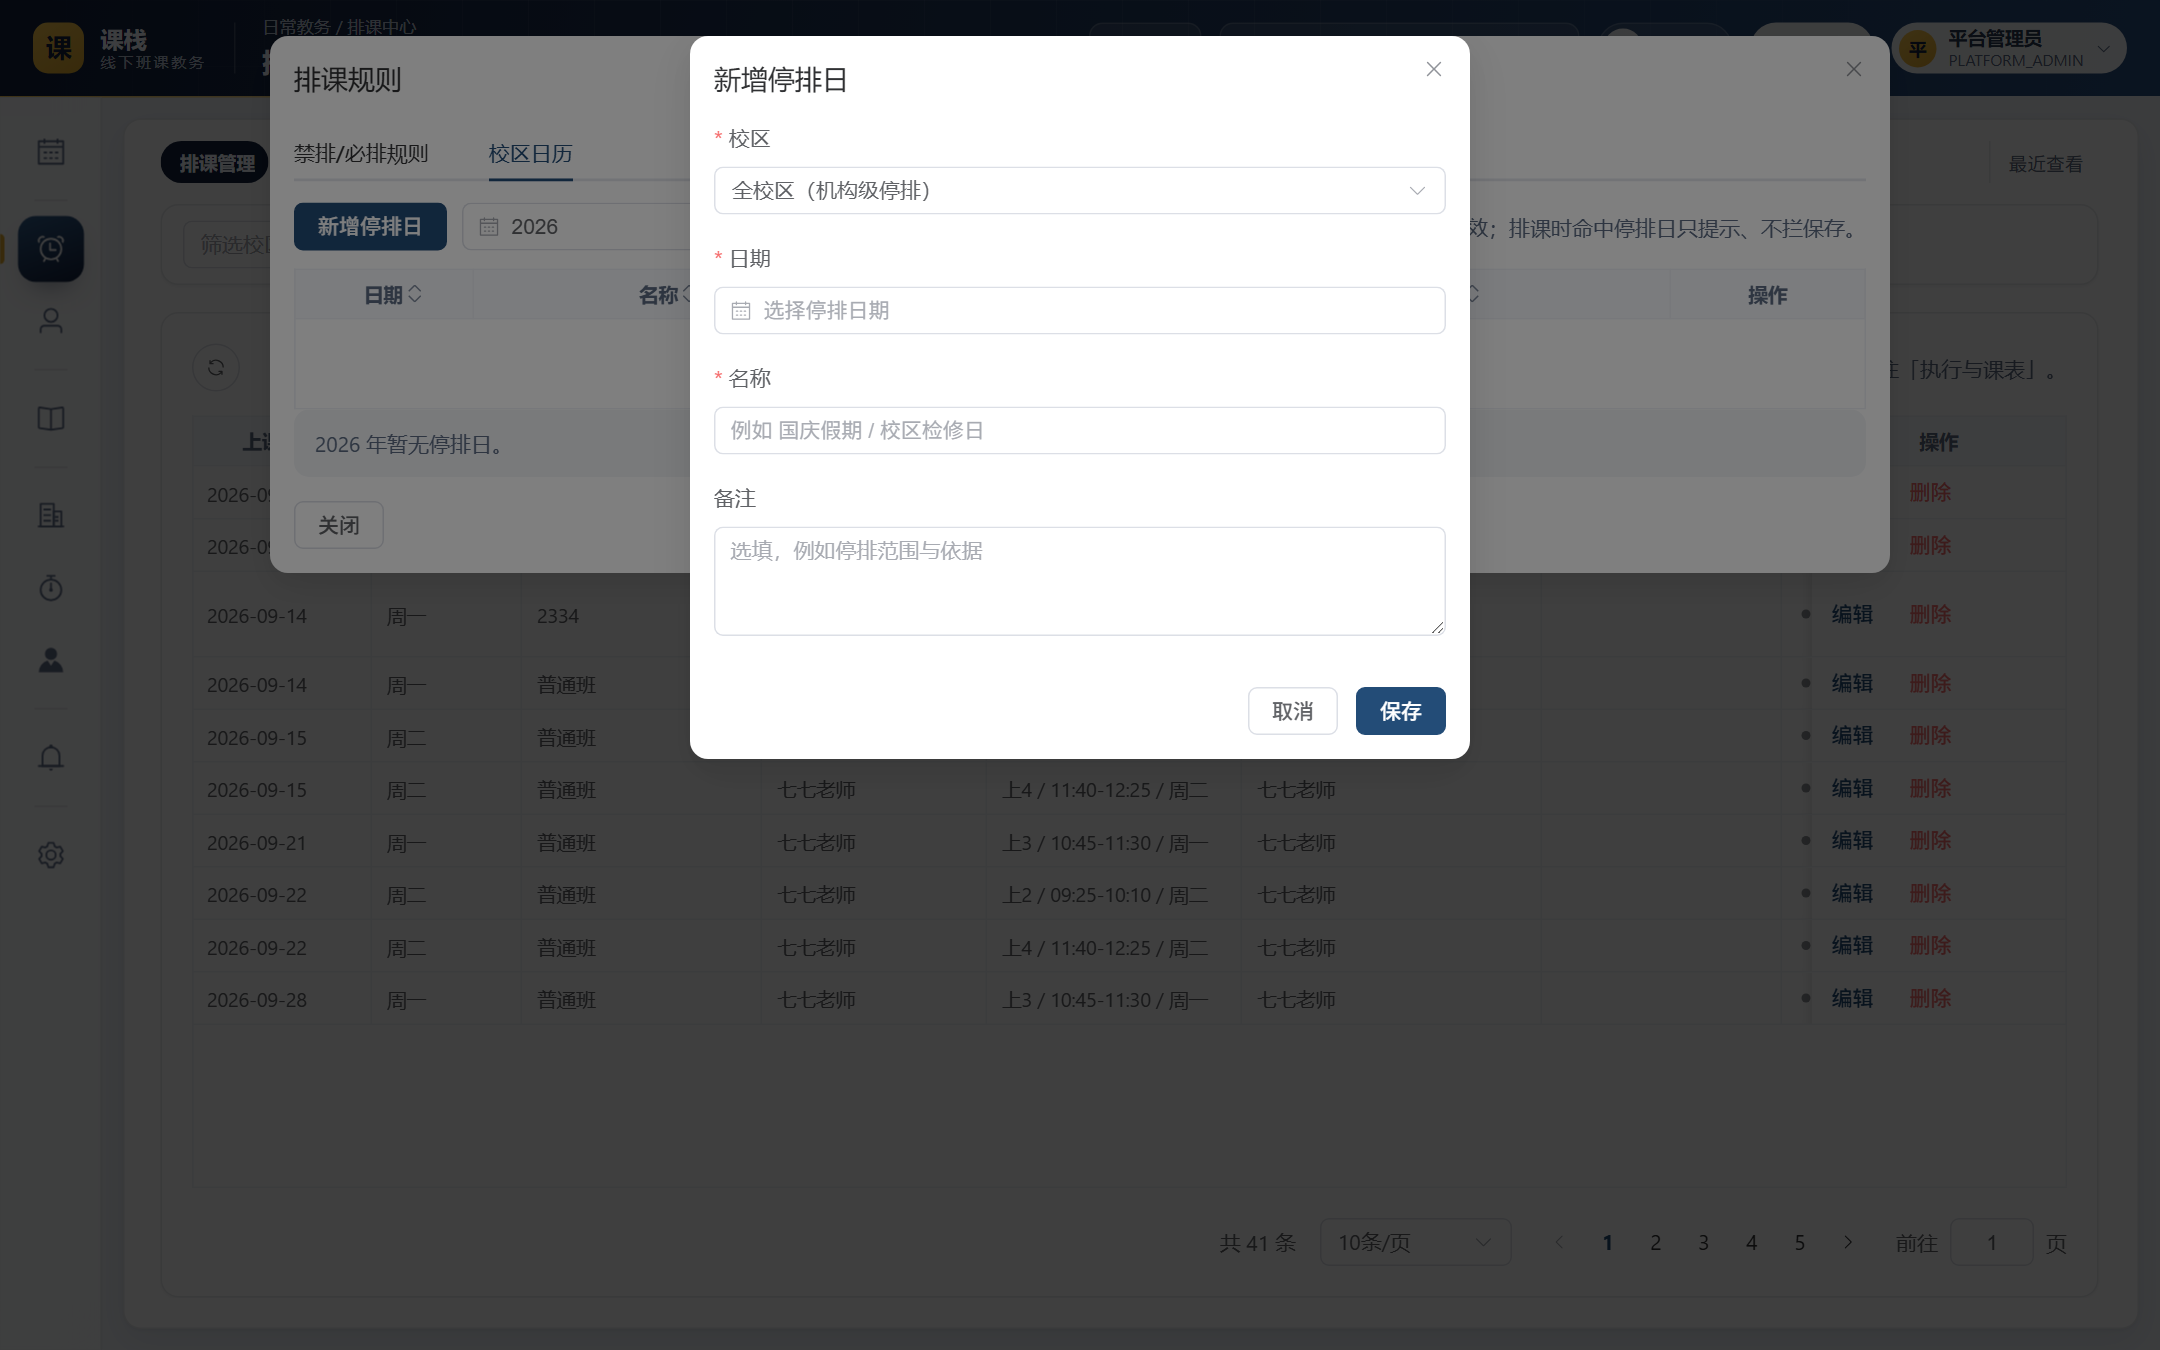 课
课栈
线下班课教务
日常教务 / 排课中心
平
平台管理员
PLATFORM_ADMIN
排课管理
最近查看
排课规则
禁排/必排规则
校区日历
新增停排日
2026
效；排课时命中停排日只提示、不拦保存。
日期
名称
操作
2026 年暂无停排日。
关闭
新增停排日
* 校区
全校区（机构级停排）
* 日期
选择停排日期
* 名称
例如 国庆假期 / 校区检修日
备注
选填，例如停排范围与依据
取消
保存
筛选校
「执行与课表」。
上
操作
2026-0
删除
2026-0
删除
2026-09-14 周一 2334 编辑 删除
2026-09-14 周一 普通班 编辑 删除
2026-09-15 周二 普通班 编辑 删除
2026-09-15 周二 普通班 七七老师 上4 / 11:40-12:25 / 周二 七七老师 编辑 删除
2026-09-21 周一 普通班 七七老师 上3 / 10:45-11:30 / 周一 七七老师 编辑 删除
2026-09-22 周二 普通班 七七老师 上2 / 09:25-10:10 / 周二 七七老师 编辑 删除
2026-09-22 周二 普通班 七七老师 上4 / 11:40-12:25 / 周二 七七老师 编辑 删除
2026-09-28 周一 普通班 七七老师 上3 / 10:45-11:30 / 周一 七七老师 编辑 删除
共 41 条 10条/页 1 2 3 4 5 前往 1 页